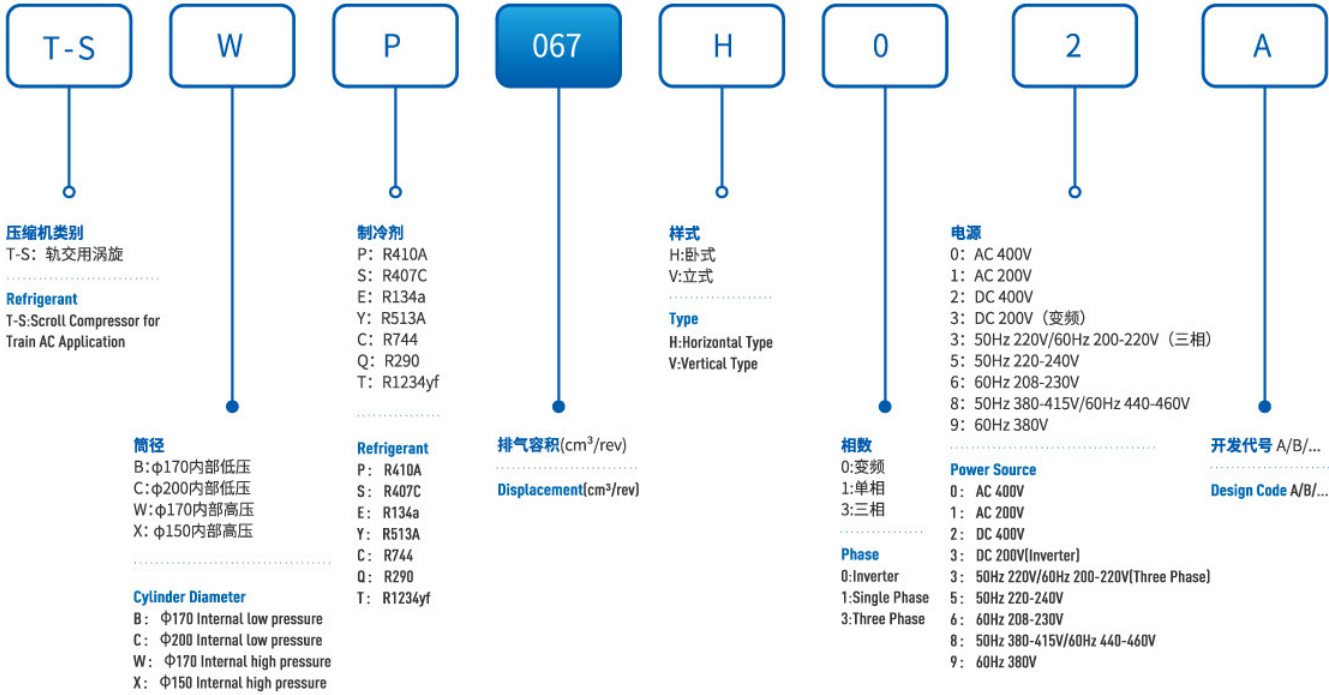 T-S
W
P
067
H
0
2
A
压缩机类别
T-S：轨交用涡旋
Refrigerant
T-S:Scroll Compressor for
Train AC Application
筒径
B:φ170内部低压
C:φ200内部低压
W:φ170内部高压
X：φ150内部高压
Cylinder Diameter
B： Φ170 Internal low pressure
C： Φ200 Internal low pressure
W： Φ170 Internal high pressure
X： Φ150 Internal high pressure
制冷剂
P：R410A
S：R407C
E：R134a
Y：R513A
C：R744
Q：R290
T：R1234yf
Refrigerant
P： R410A
S： R407C
E： R134a
Y： R513A
C： R744
Q： R290
T： R1234yf
排气容积(cm³/rev)
Displacement(cm³/rev)
样式
H:卧式
V:立式
Type
H:Horizontal Type
V:Vertical Type
相数
0:变频
1:单相
3:三相
Phase
0:Inverter
1:Single Phase
3:Three Phase
电源
0：AC 400V
1：AC 200V
2：DC 400V
3：DC 200V（变频）
3：50Hz 220V/60Hz 200-220V（三相）
5：50Hz 220-240V
6：60Hz 208-230V
8：50Hz 380-415V/60Hz 440-460V
9：60Hz 380V
Power Source
0： AC 400V
1： AC 200V
2： DC 400V
3： DC 200V(Inverter)
3： 50Hz 220V/60Hz 200-220V(Three Phase)
5： 50Hz 220-240V
6： 60Hz 208-230V
8： 50Hz 380-415V/60Hz 440-460V
9： 60Hz 380V
开发代号 A/B/...
Design Code A/B/...